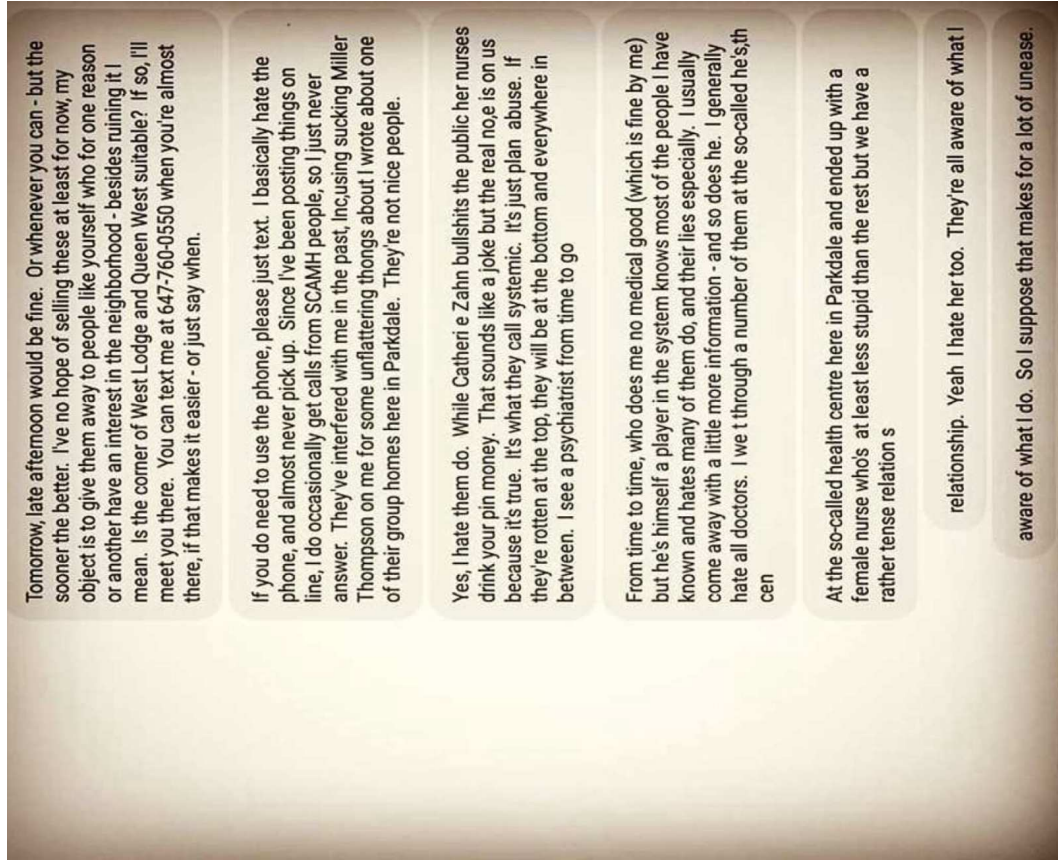 Tomorrow, late afternoon would be fine. Or whenever you can - but the
sooner the better. I've no hope of selling these at least for now, my
object is to give them away to people like yourself who for one reason
or another have an interest in the neighborhood - besides ruining it I
mean. Is the corner of West Lodge and Queen West suitable? If so, I'll
meet you there. You can text me at 647-760-0550 when you're almost
there, if that makes it easier - or just say when.
If you do need to use the phone, please just text. I basically hate the
phone, and almost never pick up. Since I've been posting things on
line, I do occasionally get calls from SCAMH people, so I just never
answer. They've interfered with me in the past, Inc,using sucking Miller
Thompson on me for some unflattering thongs about I wrote about one
of their group homes here in Parkdale. They're not nice people.
Yes, I hate them do. While Catheri e Zahn bullshits the public her nurses
drink your pin money. That sounds like a joke but the real no,e is on us
because it's true. It's what they call systemic. It's just plan abuse. If
they're rotten at the top, they will be at the bottom and everywhere in
between. I see a psychiatrist from time to go
From time to time, who does me no medical good (which is fine by me)
but he's himself a player in the system knows most of the people I have
known and hates many of them do, and their lies especially. I usually
come away with a little more information - and so does he. I generally
hate all doctors. I we t through a number of them at the so-called he's,th
cen
At the so-called health centre here in Parkdale and ended up with a
female nurse who's at least less stupid than the rest but we have a
rather tense relation s
relationship. Yeah I hate her too. They're all aware of what I
aware of what I do. So I suppose that makes for a lot of unease.